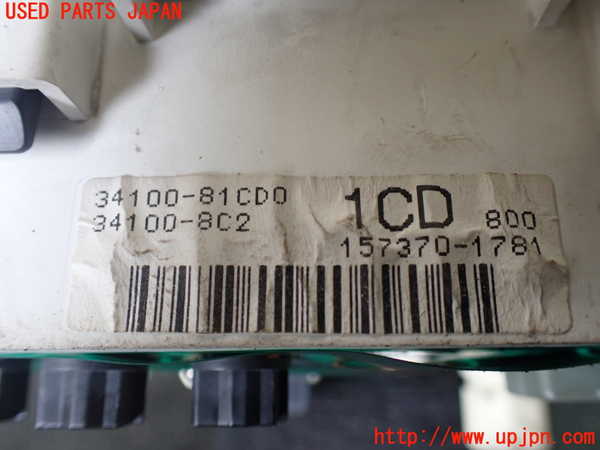 USED PARTS JAPAN
34100-81CD0
34100-8C2
1CD 800
157370-1781
http://www.upjpn.com/